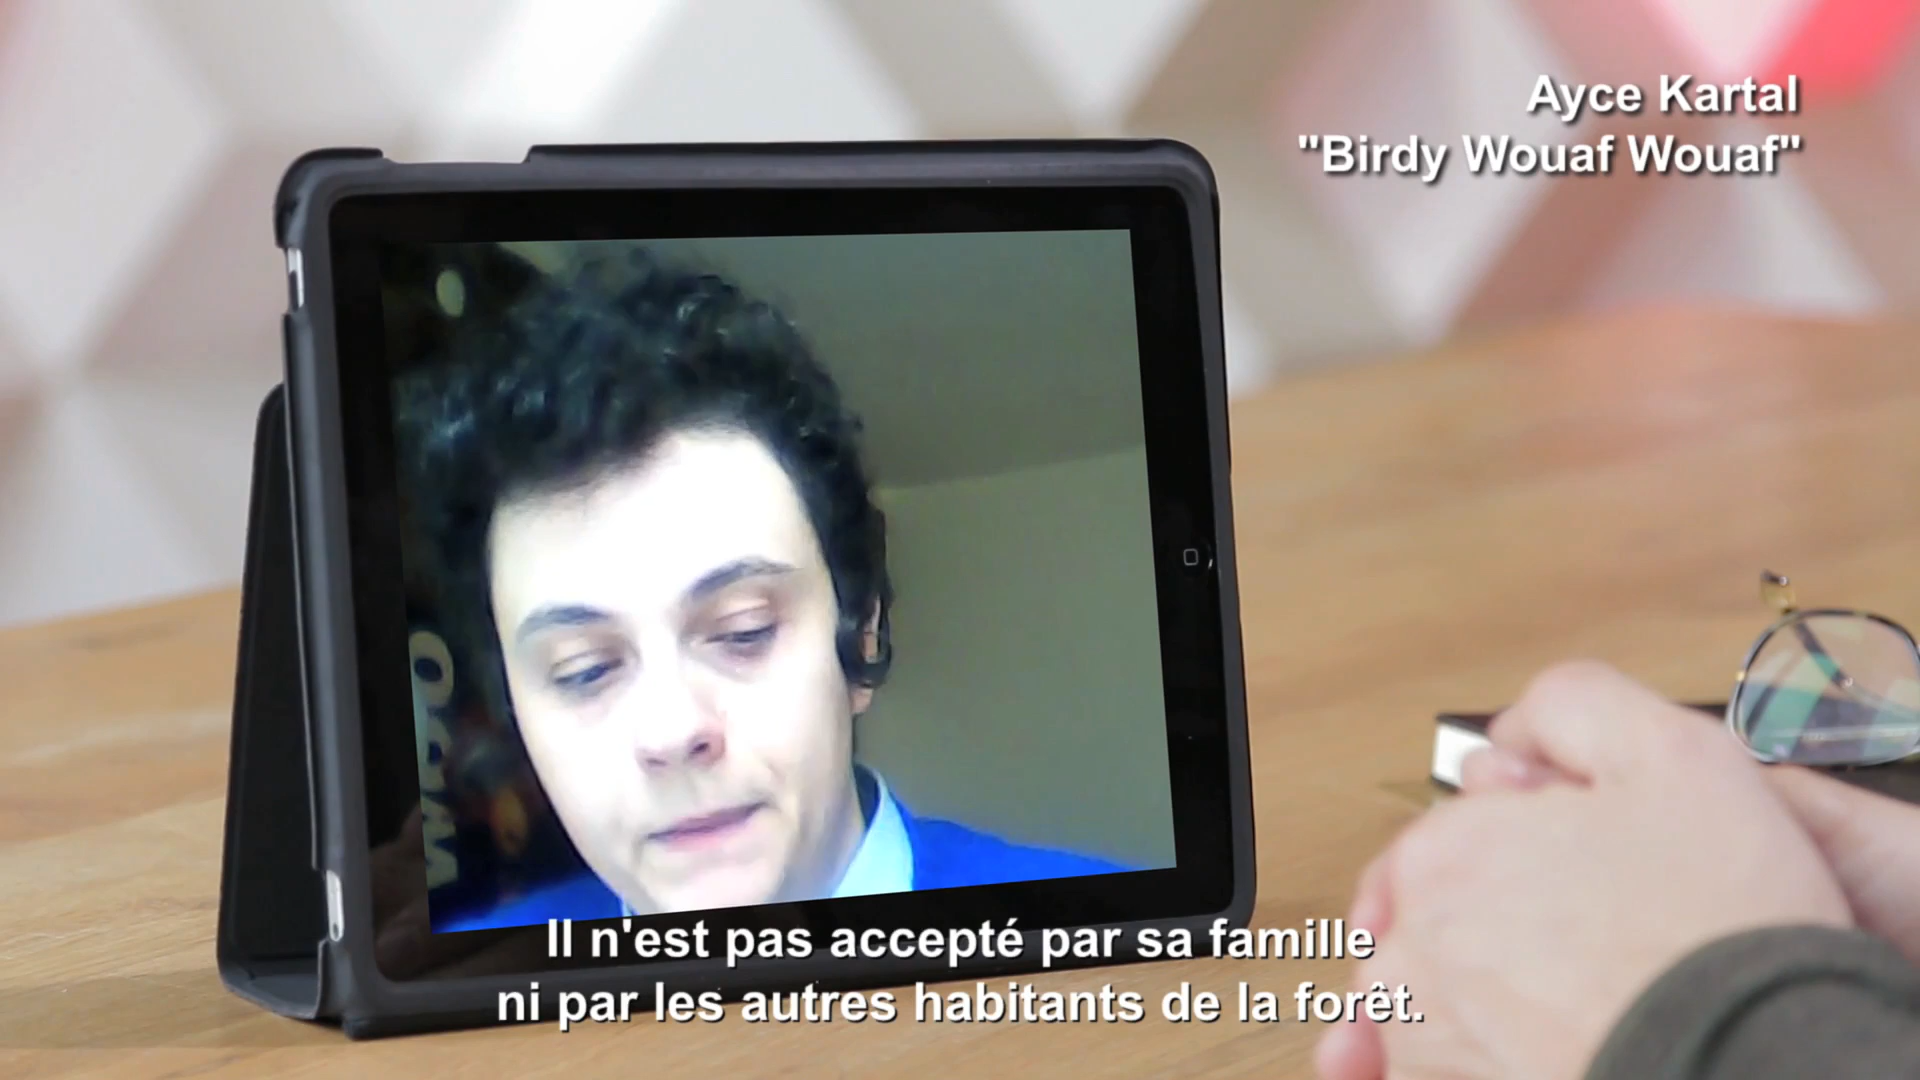 Ayce Kartal
"Birdy Wouaf Wouaf"
Il n'est pas accepté par sa famille
ni par les autres habitants de la forêt.